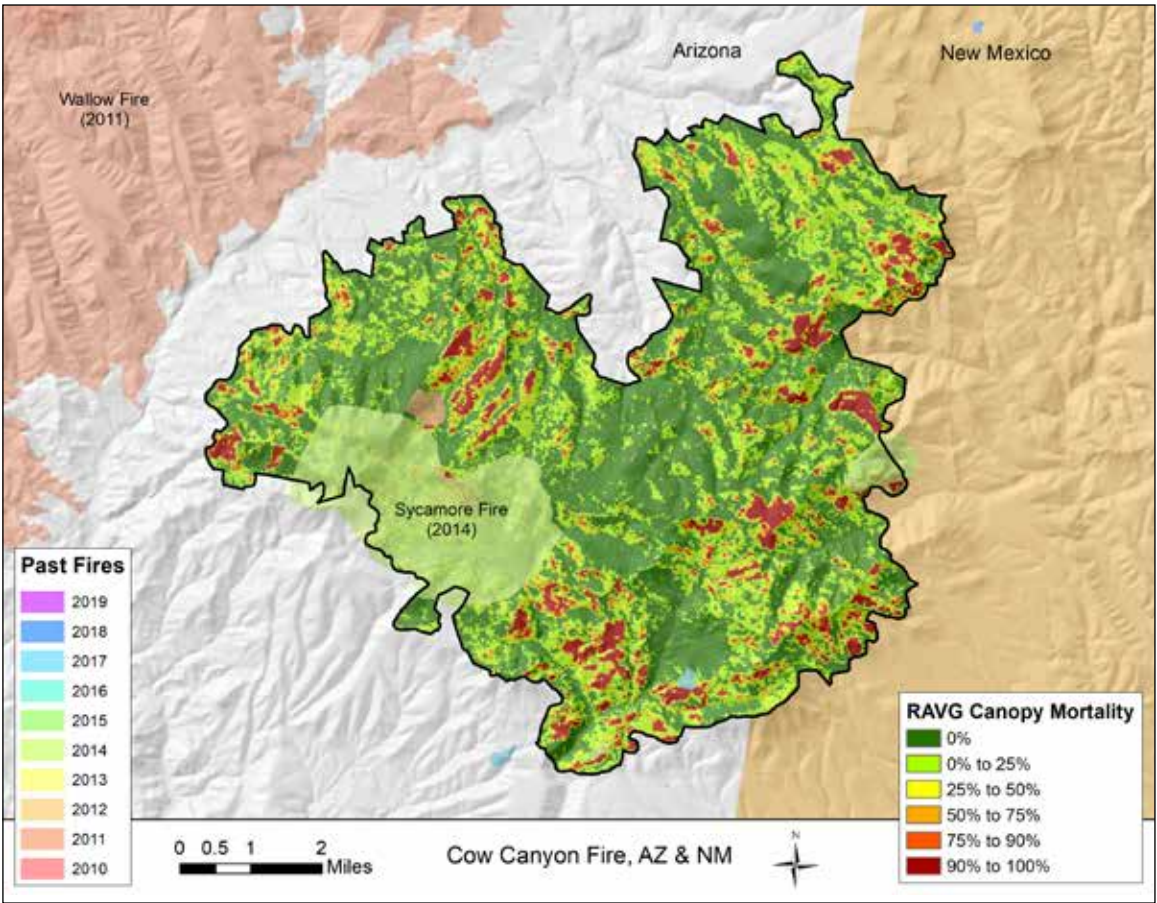 Arizona
New Mexico
Wallow Fire
(2011)
Sycamore Fire
(2014)
Past Fires
2019
2018
2017
2016
2015
2014
2013
2012
2011
2010
RAVG Canopy Mortality
0%
0% to 25%
25% to 50%
50% to 75%
75% to 90%
90% to 100%
0 0.5 1 2
Miles
Cow Canyon Fire, AZ & NM
N